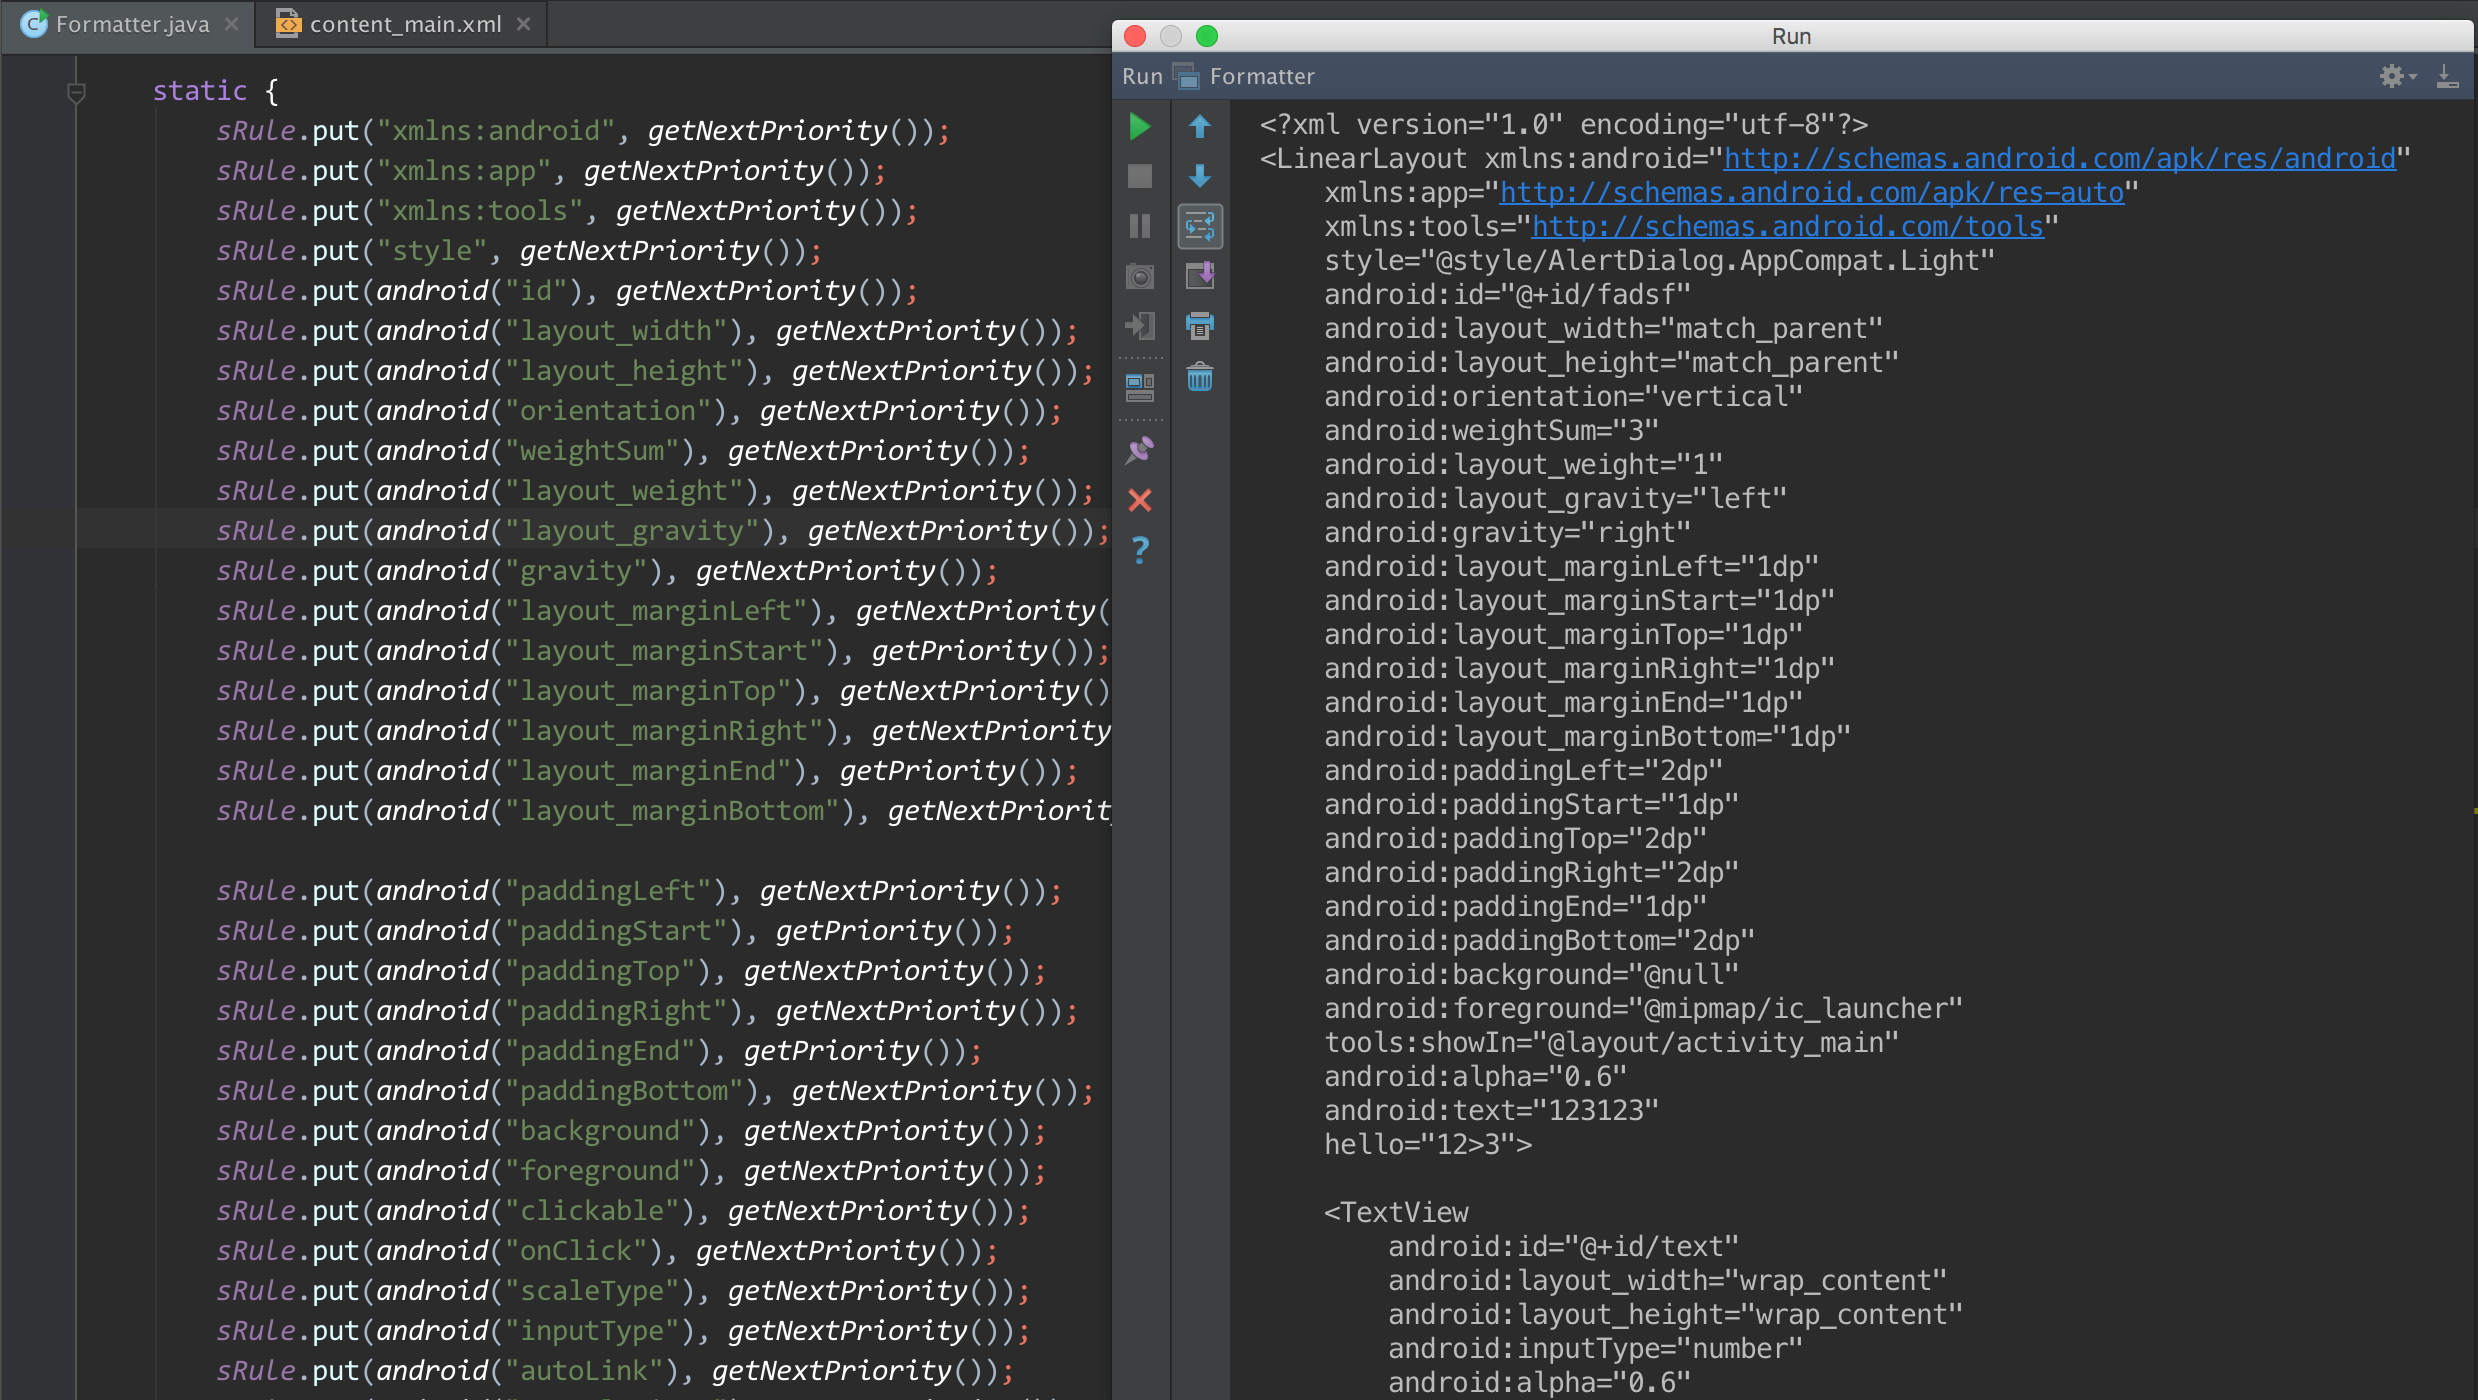 Formatter.java
content_main.xml
static {
sRule.put("xmlns:android", getNextPriority());
sRule.put("xmlns:app", getNextPriority());
sRule.put("xmlns:tools", getNextPriority());
sRule.put("style", getNextPriority());
sRule.put(android("id"), getNextPriority());
sRule.put(android("layout_width"), getNextPriority());
sRule.put(android("layout_height"), getNextPriority());
sRule.put(android("orientation"), getNextPriority());
sRule.put(android("weightSum"), getNextPriority());
sRule.put(android("layout_weight"), getNextPriority());
sRule.put(android("layout_gravity"), getNextPriority());
sRule.put(android("gravity"), getNextPriority());
sRule.put(android("layout_marginLeft"), getNextPriority(
sRule.put(android("layout_marginStart"), getPriority());
sRule.put(android("layout_marginTop"), getNextPriority()
sRule.put(android("layout_marginRight"), getNextPriority
sRule.put(android("layout_marginEnd"), getPriority());
sRule.put(android("layout_marginBottom"), getNextPriorit
sRule.put(android("paddingLeft"), getNextPriority());
sRule.put(android("paddingStart"), getPriority());
sRule.put(android("paddingTop"), getNextPriority());
sRule.put(android("paddingRight"), getNextPriority());
sRule.put(android("paddingEnd"), getPriority());
sRule.put(android("paddingBottom"), getNextPriority());
sRule.put(android("background"), getNextPriority());
sRule.put(android("foreground"), getNextPriority());
sRule.put(android("clickable"), getNextPriority());
sRule.put(android("onClick"), getNextPriority());
sRule.put(android("scaleType"), getNextPriority());
sRule.put(android("inputType"), getNextPriority());
sRule.put(android("autoLink"), getNextPriority());
Run
Run Formatter
<?xml version="1.0" encoding="utf-8"?>
<LinearLayout xmlns:android="http://schemas.android.com/apk/res/android"
xmlns:app="http://schemas.android.com/apk/res-auto"
xmlns:tools="http://schemas.android.com/tools"
style="@style/AlertDialog.AppCompat.Light"
android:id="@+id/fadsf"
android:layout_width="match_parent"
android:layout_height="match_parent"
android:orientation="vertical"
android:weightSum="3"
android:layout_weight="1"
android:layout_gravity="left"
android:gravity="right"
android:layout_marginLeft="1dp"
android:layout_marginStart="1dp"
android:layout_marginTop="1dp"
android:layout_marginRight="1dp"
android:layout_marginEnd="1dp"
android:layout_marginBottom="1dp"
android:paddingLeft="2dp"
android:paddingStart="1dp"
android:paddingTop="2dp"
android:paddingRight="2dp"
android:paddingEnd="1dp"
android:paddingBottom="2dp"
android:background="@null"
android:foreground="@mipmap/ic_launcher"
tools:showIn="@layout/activity_main"
android:alpha="0.6"
android:text="123123"
hello="12>3">
<TextView
android:id="@+id/text"
android:layout_width="wrap_content"
android:layout_height="wrap_content"
android:inputType="number"
android:alpha="0.6"